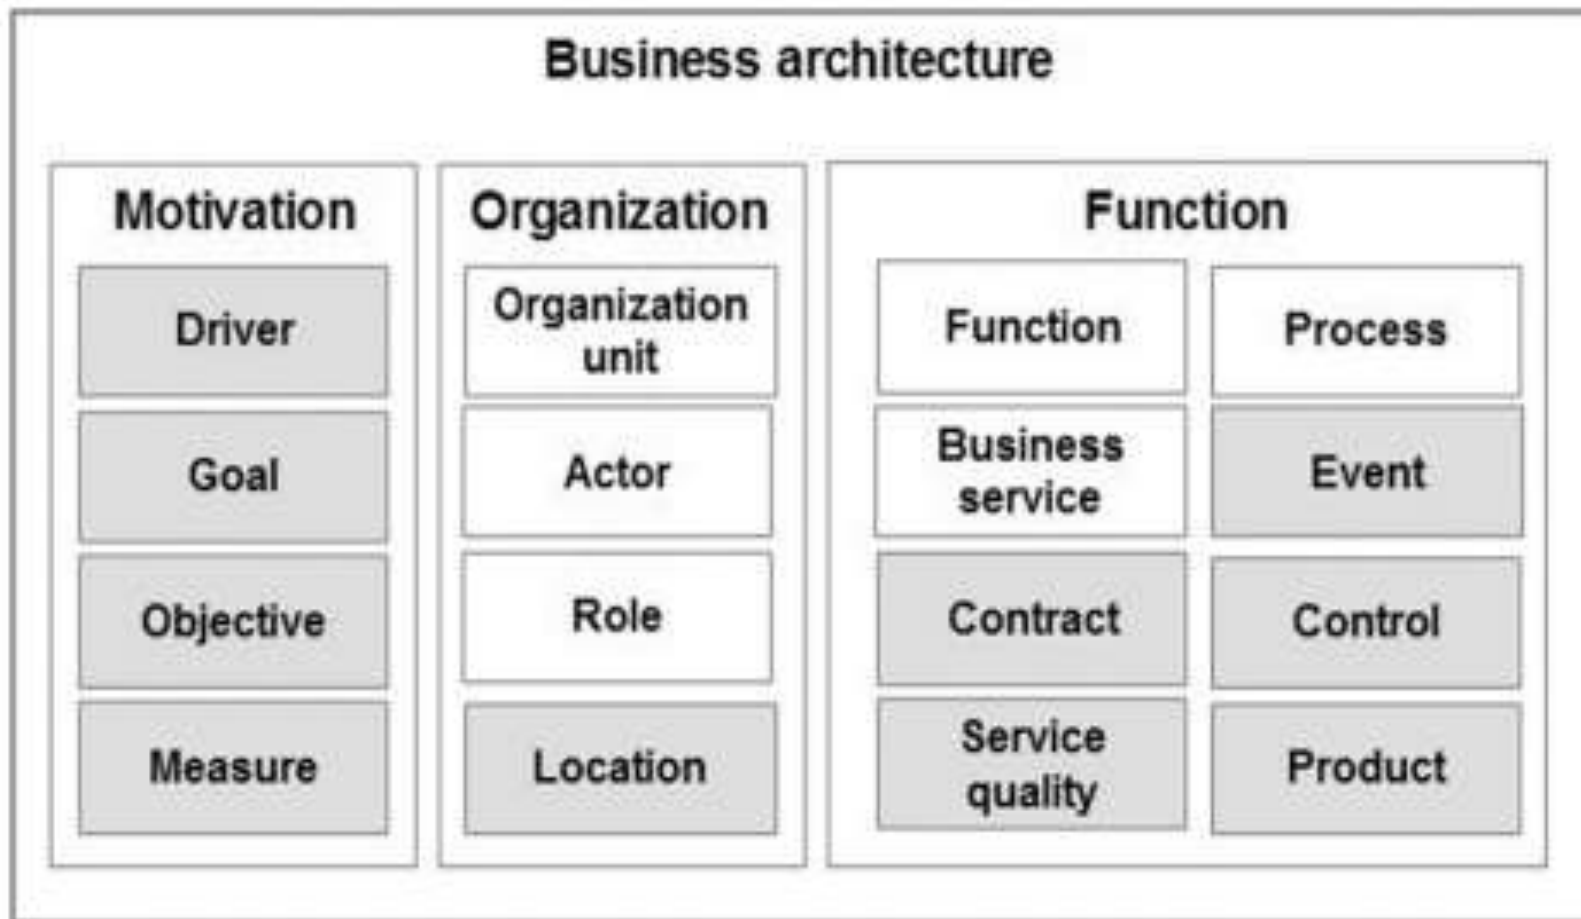 Business architecture
Motivation
Driver
Goal
Objective
Measure
Organization
Organization
unit
Actor
Role
Location
Function
Function
Process
Business
service
Event
Contract
Control
Service
quality
Product